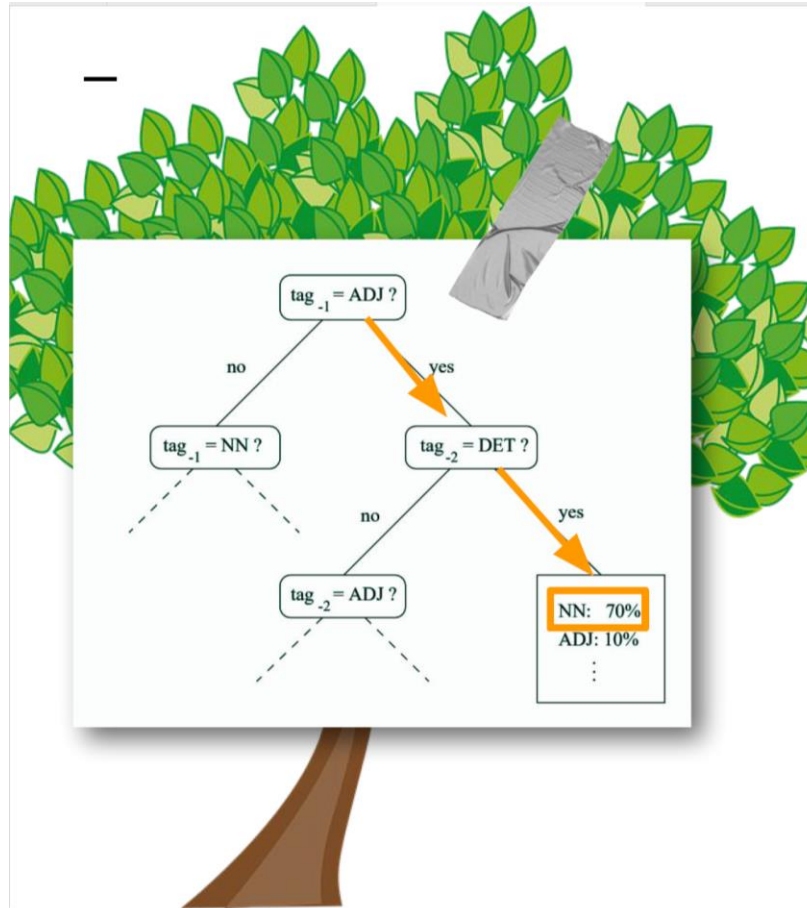 tag -1 = ADJ ?
no
yes
tag -1 = NN ?
tag -2 = DET ?
no
yes
tag -2 = ADJ ?
NN: 70%
ADJ: 10%